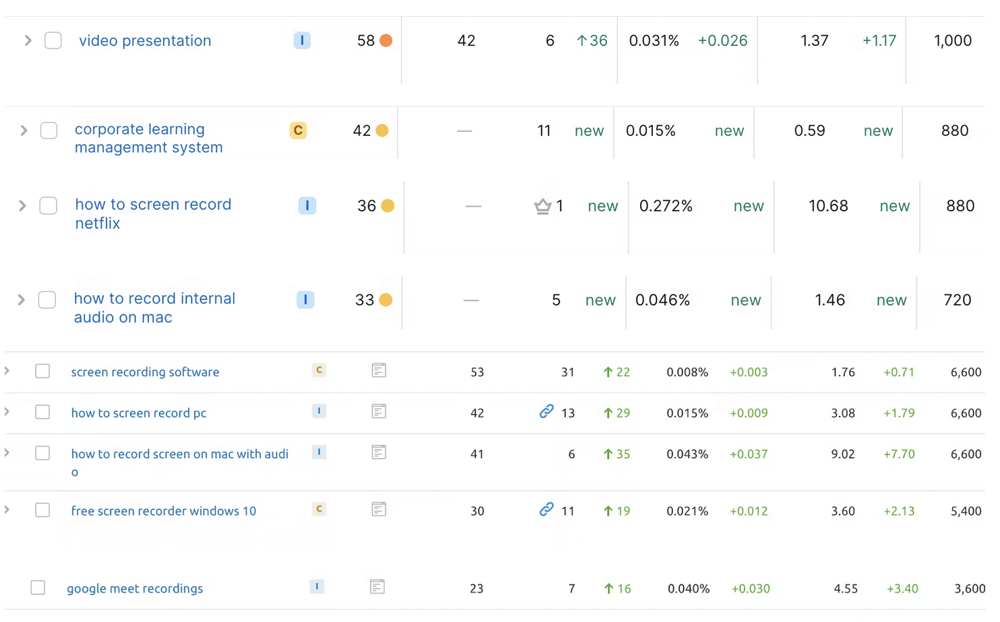 video presentation I 58 42 6 ↑36 0.031% +0.026 1.37 +1.17 1,000
corporate learning
management system C 42 — 11 new 0.015% new 0.59 new 880
how to screen record
netflix I 36 — 1 new 0.272% new 10.68 new 880
how to record internal
audio on mac I 33 — 5 new 0.046% new 1.46 new 720
screen recording software C 53 31 ↑ 22 0.008% +0.003 1.76 +0.71 6,600
how to screen record pc I 42 13 ↑ 29 0.015% +0.009 3.08 +1.79 6,600
how to record screen on mac with audi
o I 41 6 ↑ 35 0.043% +0.037 9.02 +7.70 6,600
free screen recorder windows 10 C 30 11 ↑ 19 0.021% +0.012 3.60 +2.13 5,400
google meet recordings I 23 7 ↑ 16 0.040% +0.030 4.55 +3.40 3,600